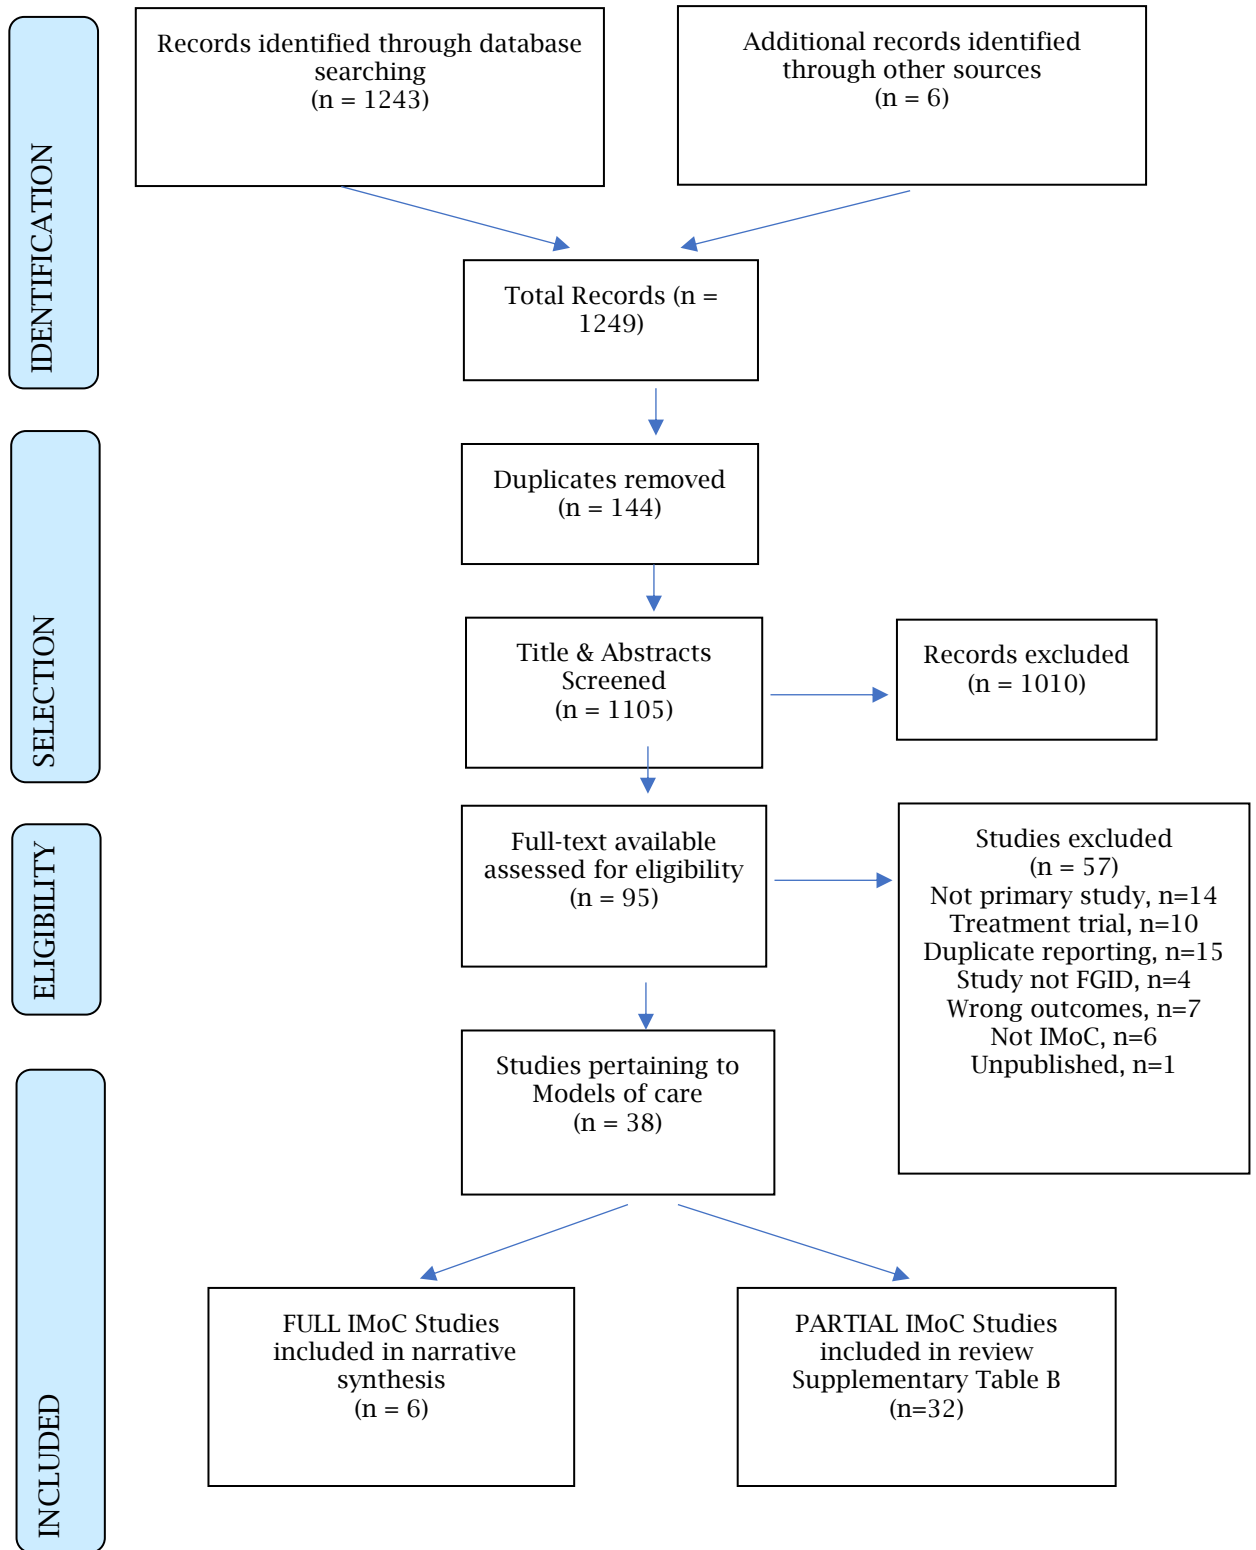 IDENTIFICATION
Records identified through database
searching
(n = 1243)
Additional records identified
through other sources
(n = 6)
Total Records (n =
1249)
SELECTION
Duplicates removed
(n = 144)
Title & Abstracts
Screened
(n = 1105)
Records excluded
(n = 1010)
ELIGIBILITY
Full-text available
assessed for eligibility
(n = 95)
Studies excluded
(n = 57)
Not primary study, n=14
Treatment trial, n=10
Duplicate reporting, n=15
Study not FGID, n=4
Wrong outcomes, n=7
Not IMoC, n=6
Unpublished, n=1
INCLUDED
Studies pertaining to
Models of care
(n = 38)
FULL IMoC Studies
included in narrative
synthesis
(n = 6)
PARTIAL IMoC Studies
included in review
Supplementary Table B
(n=32)